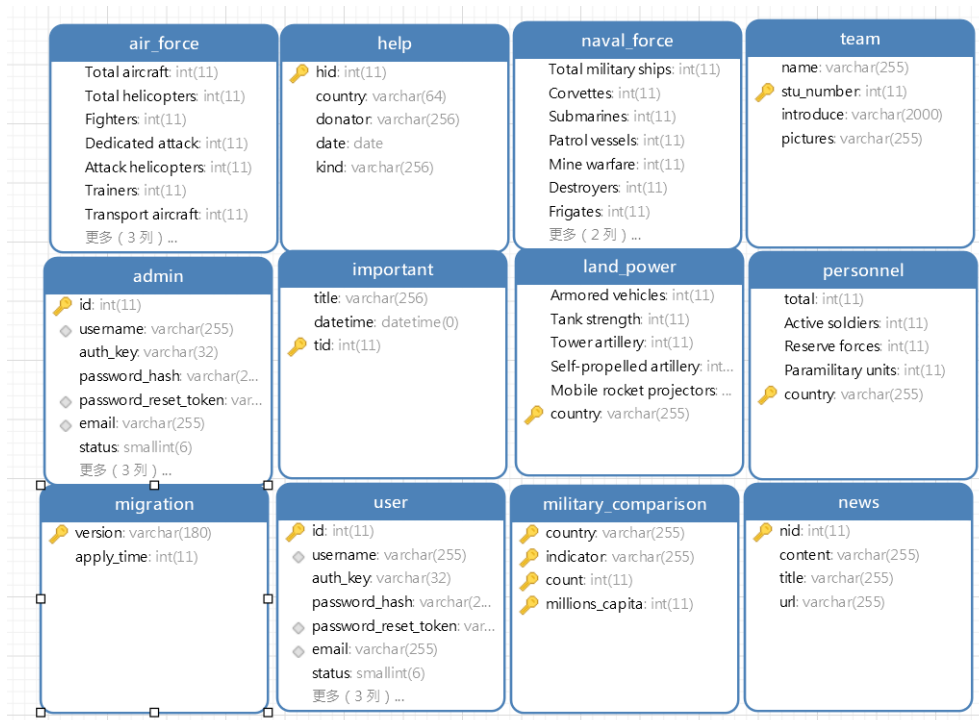 air_force
Total aircraft: int(11)
Total helicopters: int(11)
Fighters: int(11)
Dedicated attack: int(11)
Attack helicopters: int(11)
Trainers: int(11)
Transport aircraft: int(11)
更多（3 列）...
help
hid: int(11)
country: varchar(64)
donator: varchar(256)
date: date
kind: varchar(256)
naval_force
Total military ships: int(11)
Corvettes: int(11)
Submarines: int(11)
Patrol vessels: int(11)
Mine warfare: int(11)
Destroyers: int(11)
Frigates: int(11)
更多（2 列）...
team
name: varchar(255)
stu_number: int(11)
introduce: varchar(2000)
pictures: varchar(255)
admin
id: int(11)
username: varchar(255)
auth_key: varchar(32)
password_hash: varchar(2...
password_reset_token: var...
email: varchar(255)
status: smallint(6)
更多（3 列）...
important
title: varchar(256)
datetime: datetime(0)
tid: int(11)
land_power
Armored vehicles: int(11)
Tank strength: int(11)
Tower artillery: int(11)
Self-propelled artillery: int...
Mobile rocket projectors: ...
country: varchar(255)
personnel
total: int(11)
Active soldiers: int(11)
Reserve forces: int(11)
Paramilitary units: int(11)
country: varchar(255)
migration
version: varchar(180)
apply_time: int(11)
user
id: int(11)
username: varchar(255)
auth_key: varchar(32)
password_hash: varchar(2...
password_reset_token: var...
email: varchar(255)
status: smallint(6)
更多（3 列）...
military_comparison
country: varchar(255)
indicator: varchar(255)
count: int(11)
millions_capita: int(11)
news
nid: int(11)
content: varchar(255)
title: varchar(255)
url: varchar(255)